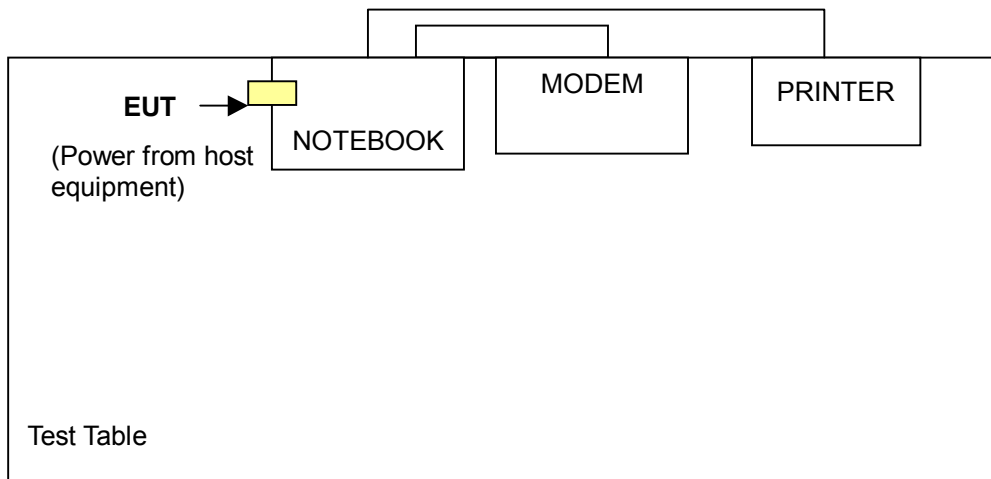 MODEM
PRINTER
EUT
NOTEBOOK
(Power from host
equipment)
Test Table